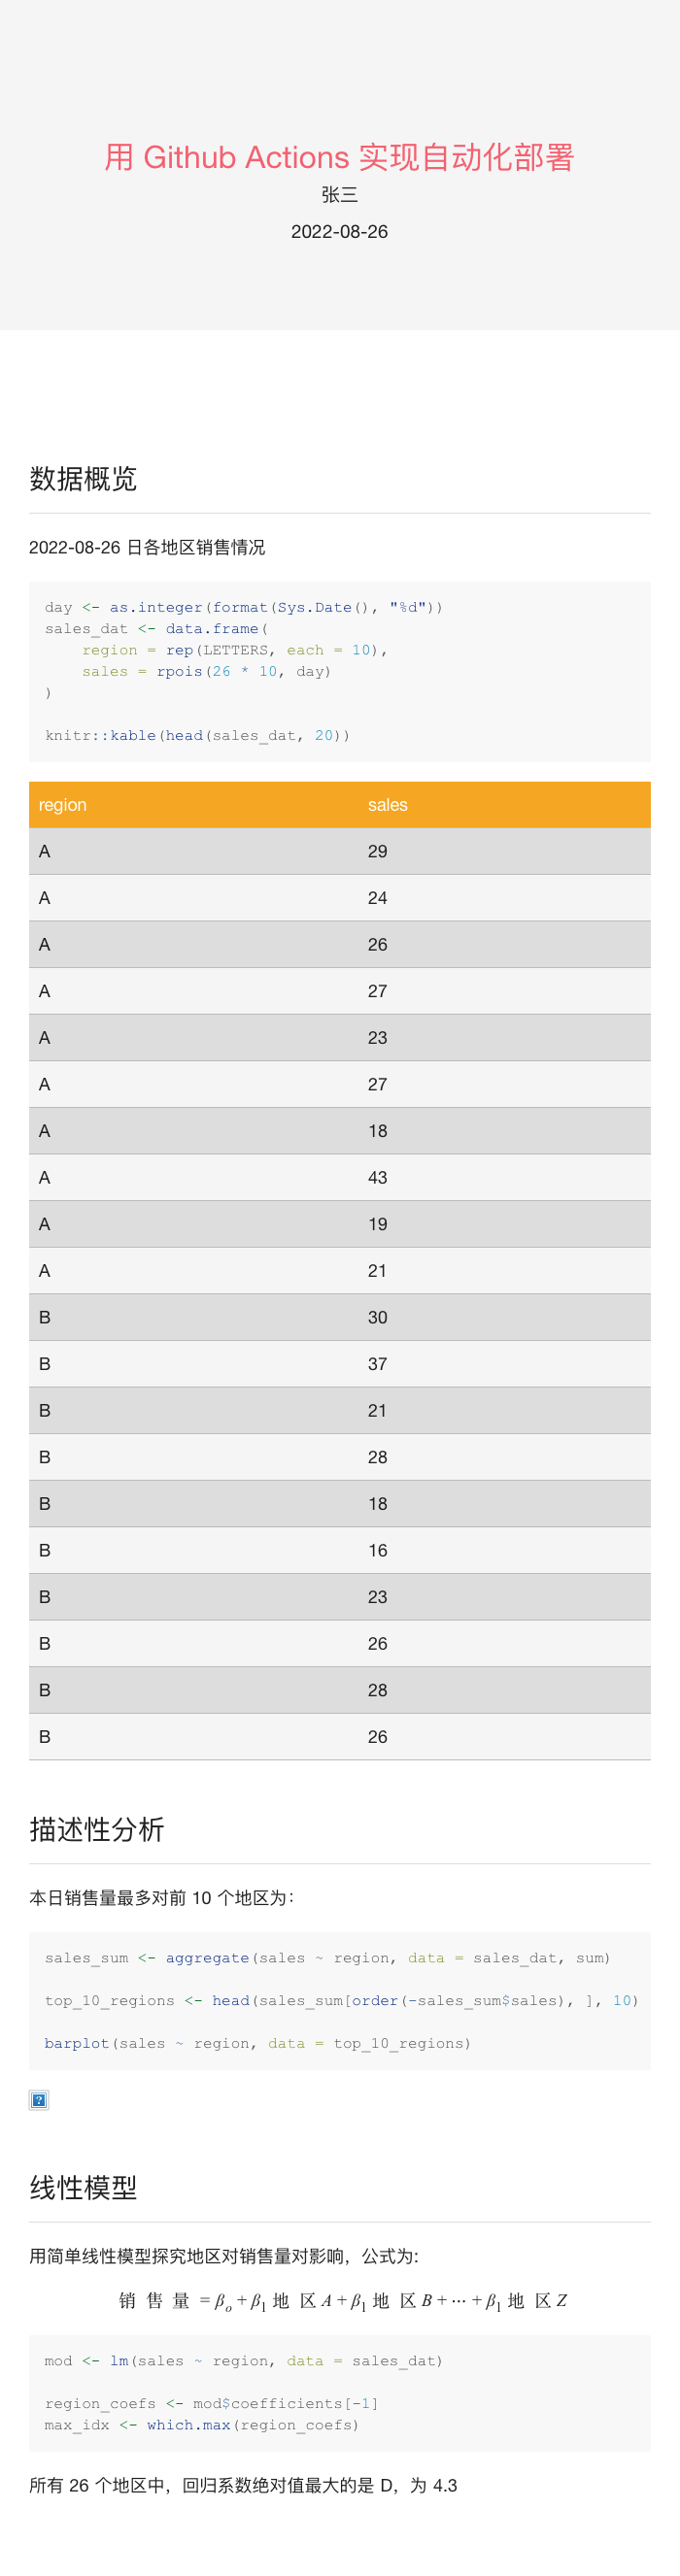 用 Github Actions 实现自动化部署
张三
2022-08-26
数据概览
2022-08-26 日各地区销售情况
day <- as.integer(format(Sys.Date(), "%d"))
sales_dat <- data.frame(
    region = rep(LETTERS, each = 10),
    sales = rpois(26 * 10, day)
)
knitr::kable(head(sales_dat, 20))
region sales
A 29
A 24
A 26
A 27
A 23
A 27
A 18
A 43
A 19
A 21
B 30
B 37
B 21
B 28
B 18
B 16
B 23
B 26
B 28
B 26
描述性分析
本日销售量最多对前 10 个地区为：
sales_sum <- aggregate(sales ~ region, data = sales_dat, sum)
top_10_regions <- head(sales_sum[order(-sales_sum$sales), ], 10)
barplot(sales ~ region, data = top_10_regions)
?
线性模型
用简单线性模型探究地区对销售量对影响，公式为:
销 售 量 = βo + β1 地 区 A + β1 地 区 B + ⋯ + β1 地 区 Z
mod <- lm(sales ~ region, data = sales_dat)
region_coefs <- mod$coefficients[-1]
max_idx <- which.max(region_coefs)
所有 26 个地区中，回归系数绝对值最大的是 D，为 4.3